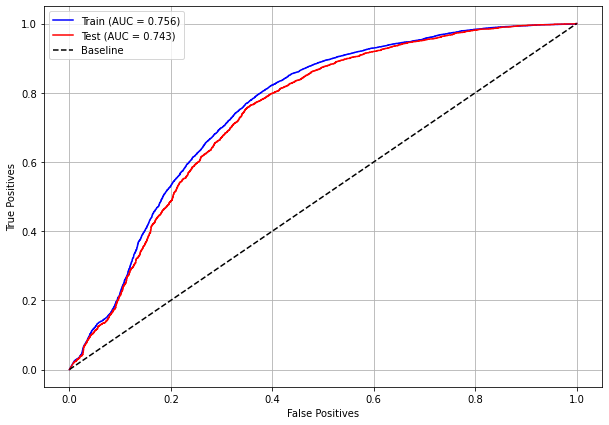 Train (AUC = 0.756)
Test (AUC = 0.743)
Baseline
True Positives
1.0
0.8
0.6
0.4
0.2
0.0
0.0 0.2 0.4 0.6 0.8 1.0
False Positives